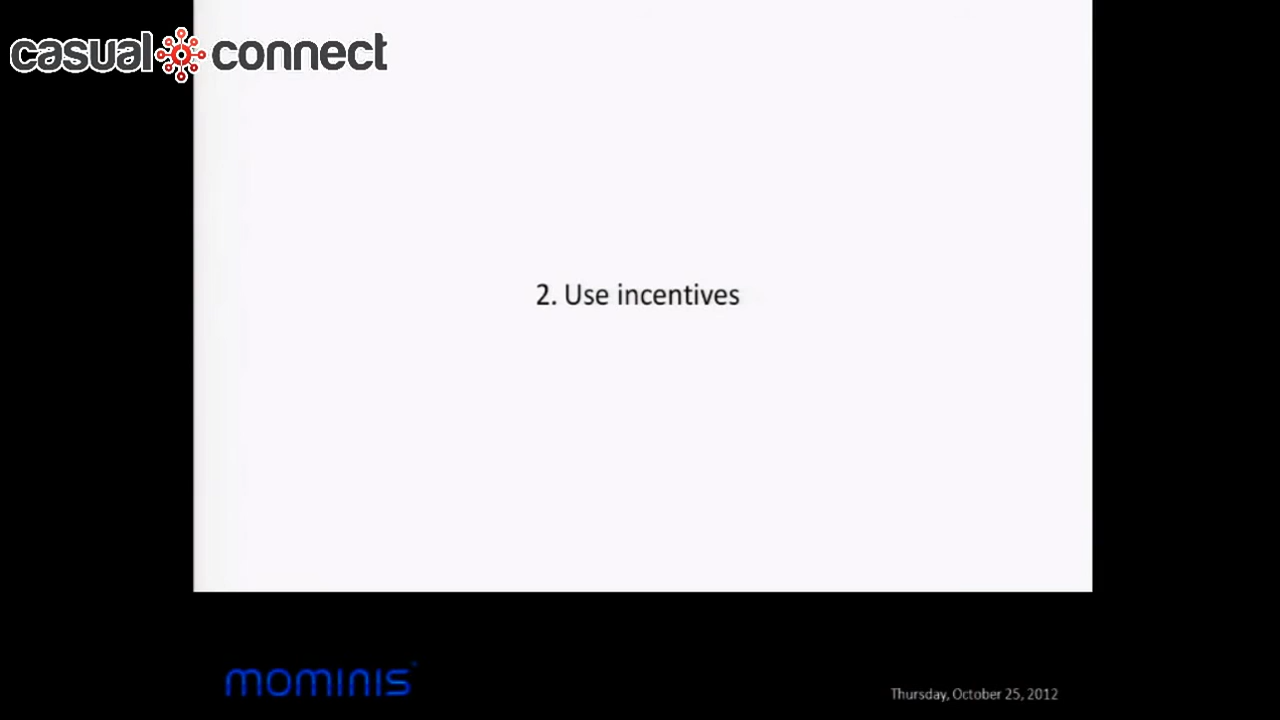 casual connect
2. Use incentives
mominis
Thursday, October 25, 2012